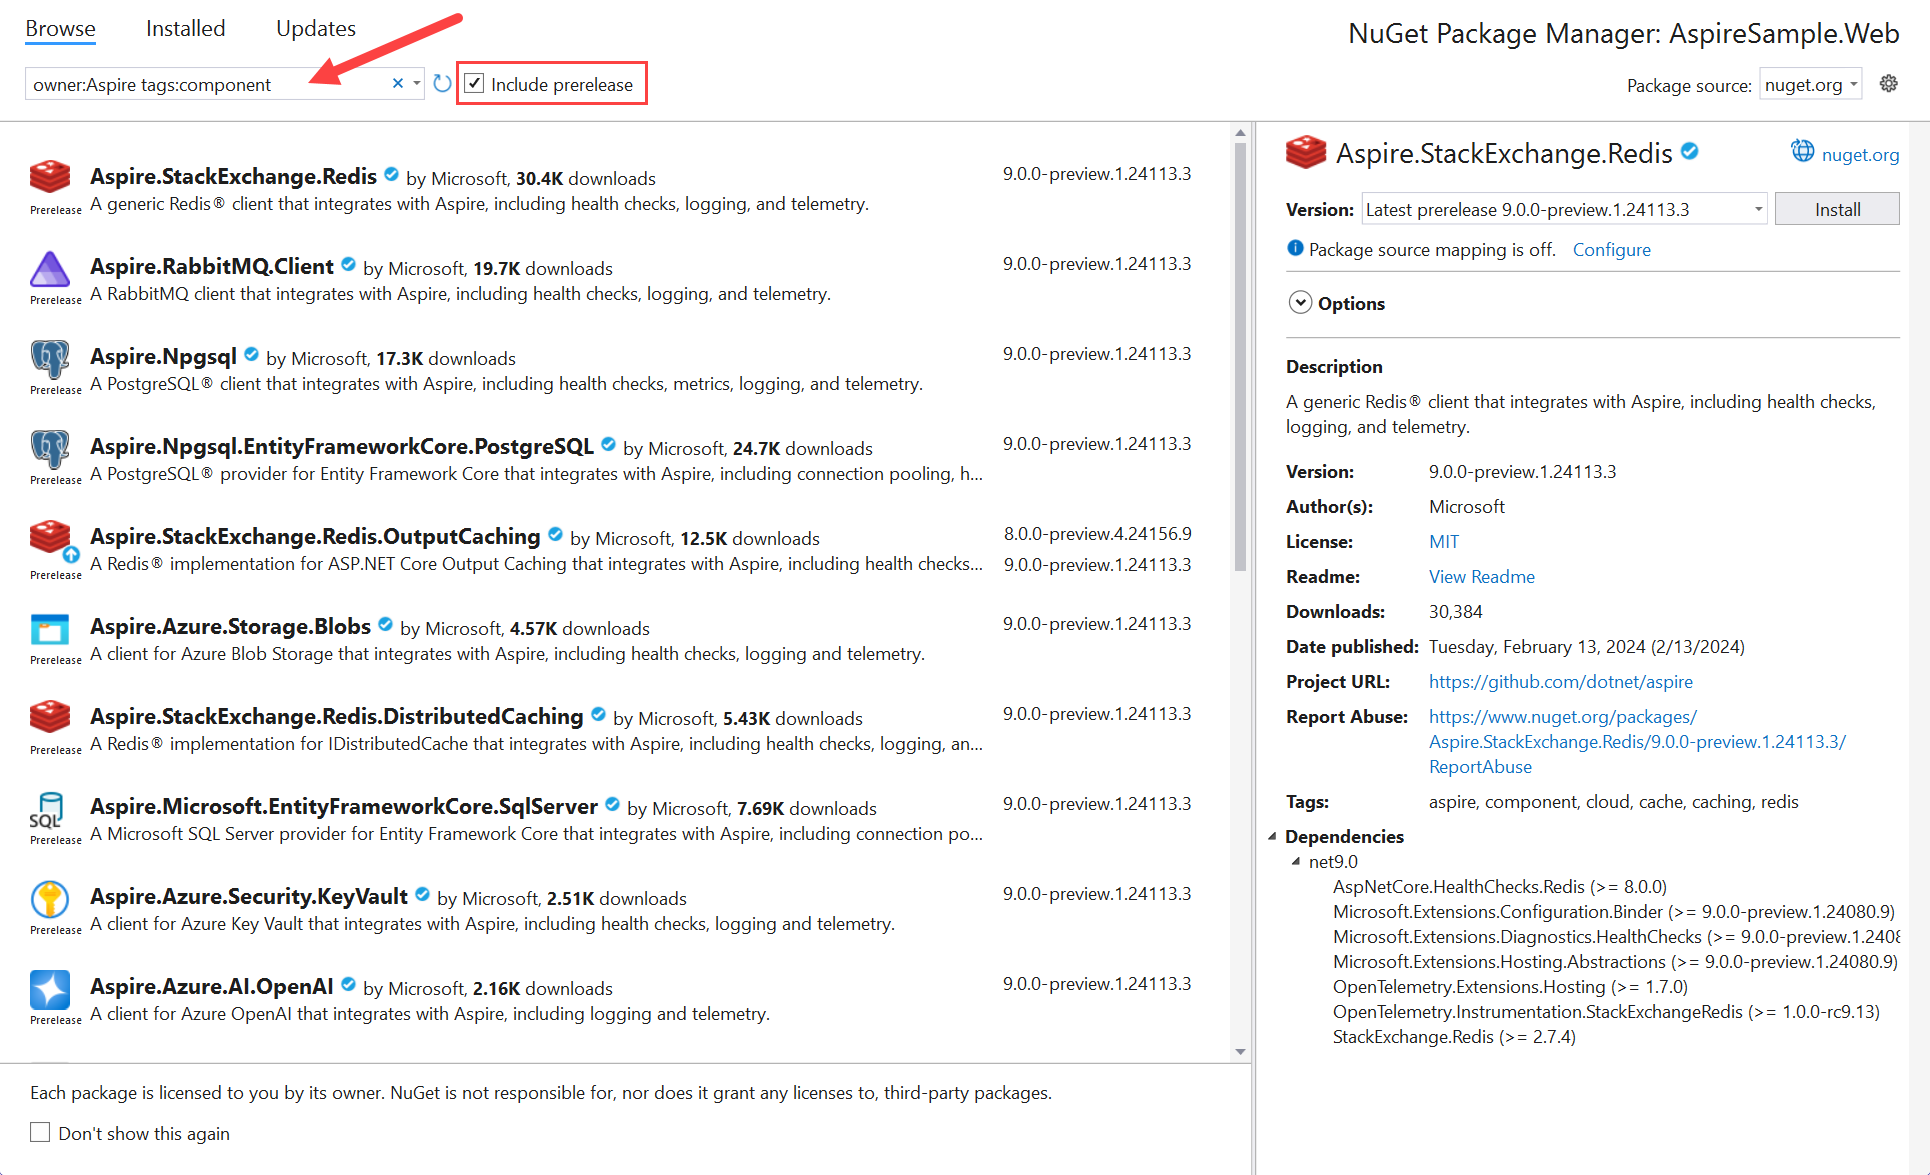 Browse Installed Updates
NuGet Package Manager: AspireSample.Web
owner:Aspire tags:component
Include prerelease
Package source: nuget.org
Aspire.StackExchange.Redis by Microsoft, 30.4K downloads 9.0.0-preview.1.24113.3
Prerelease A generic Redis® client that integrates with Aspire, including health checks, logging, and telemetry.
Aspire.RabbitMQ.Client by Microsoft, 19.7K downloads 9.0.0-preview.1.24113.3
Prerelease A RabbitMQ client that integrates with Aspire, including health checks, logging, and telemetry.
Aspire.Npgsql by Microsoft, 17.3K downloads 9.0.0-preview.1.24113.3
Prerelease A PostgreSQL® client that integrates with Aspire, including health checks, metrics, logging, and telemetry.
Aspire.Npgsql.EntityFrameworkCore.PostgreSQL by Microsoft, 24.7K downloads 9.0.0-preview.1.24113.3
Prerelease A PostgreSQL® provider for Entity Framework Core that integrates with Aspire, including connection pooling, h...
Aspire.StackExchange.Redis.OutputCaching by Microsoft, 12.5K downloads 8.0.0-preview.4.24156.9
Prerelease A Redis® implementation for ASP.NET Core Output Caching that integrates with Aspire, including health checks... 9.0.0-preview.1.24113.3
Aspire.Azure.Storage.Blobs by Microsoft, 4.57K downloads 9.0.0-preview.1.24113.3
Prerelease A client for Azure Blob Storage that integrates with Aspire, including health checks, logging and telemetry.
Aspire.StackExchange.Redis.DistributedCaching by Microsoft, 5.43K downloads 9.0.0-preview.1.24113.3
Prerelease A Redis® implementation for IDistributedCache that integrates with Aspire, including health checks, logging, an...
SQL Aspire.Microsoft.EntityFrameworkCore.SqlServer by Microsoft, 7.69K downloads 9.0.0-preview.1.24113.3
Prerelease A Microsoft SQL Server provider for Entity Framework Core that integrates with Aspire, including connection po...
Aspire.Azure.Security.KeyVault by Microsoft, 2.51K downloads 9.0.0-preview.1.24113.3
Prerelease A client for Azure Key Vault that integrates with Aspire, including health checks, logging and telemetry.
Aspire.Azure.AI.OpenAI by Microsoft, 2.16K downloads 9.0.0-preview.1.24113.3
Prerelease A client for Azure OpenAI that integrates with Aspire, including logging and telemetry.
Each package is licensed to you by its owner. NuGet is not responsible for, nor does it grant any licenses to, third-party packages.
Don't show this again
Aspire.StackExchange.Redis nuget.org
Version: Latest prerelease 9.0.0-preview.1.24113.3 Install
Package source mapping is off. Configure
Options
Description
A generic Redis® client that integrates with Aspire, including health checks,
logging, and telemetry.
Version: 9.0.0-preview.1.24113.3
Author(s): Microsoft
License: MIT
Readme: View Readme
Downloads: 30,384
Date published: Tuesday, February 13, 2024 (2/13/2024)
Project URL: https://github.com/dotnet/aspire
Report Abuse: https://www.nuget.org/packages/
Aspire.StackExchange.Redis/9.0.0-preview.1.24113.3/
ReportAbuse
Tags: aspire, component, cloud, cache, caching, redis
Dependencies
net9.0
AspNetCore.HealthChecks.Redis (>= 8.0.0)
Microsoft.Extensions.Configuration.Binder (>= 9.0.0-preview.1.24080.9)
Microsoft.Extensions.Diagnostics.HealthChecks (>= 9.0.0-preview.1.2408
Microsoft.Extensions.Hosting.Abstractions (>= 9.0.0-preview.1.24080.9)
OpenTelemetry.Extensions.Hosting (>= 1.7.0)
OpenTelemetry.Instrumentation.StackExchangeRedis (>= 1.0.0-rc9.13)
StackExchange.Redis (>= 2.7.4)